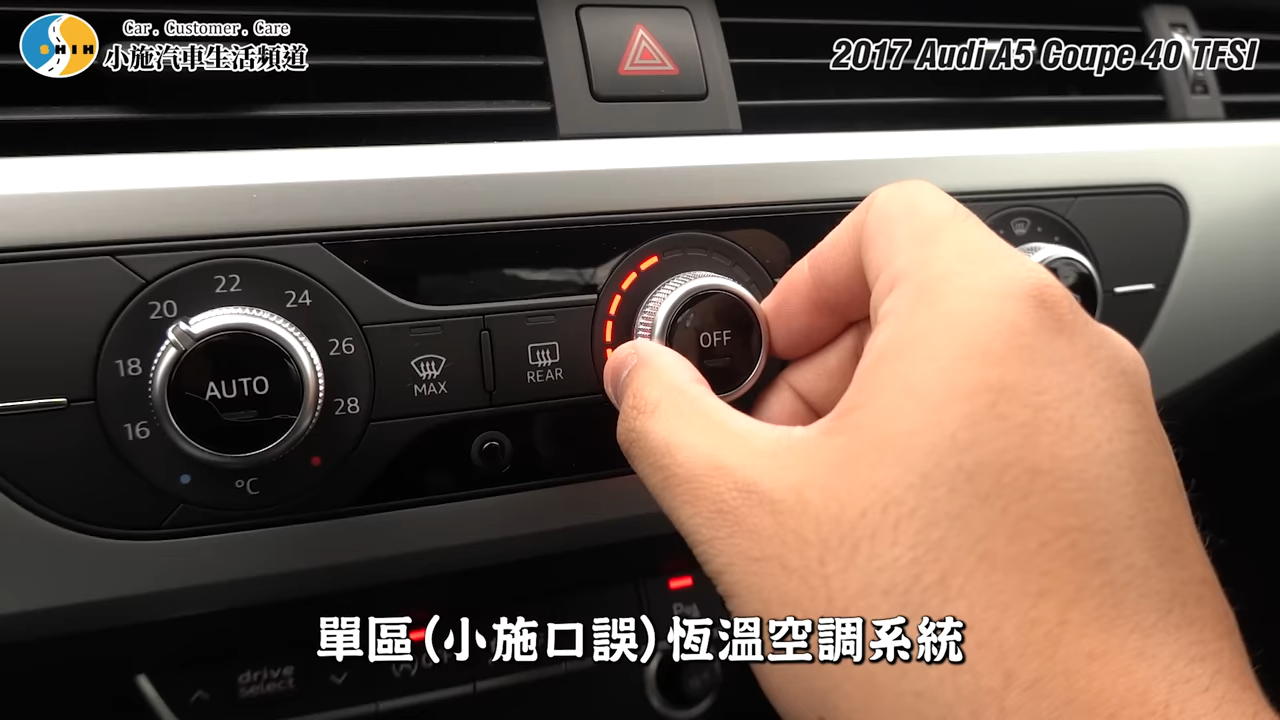 Car. Customer. Care
SHIH
小施汽車生活頻道
2017 Audi A5 Coupe 40 TFSI
20 22 24
18 26
AUTO
16 28
°C
MAX
REAR
OFF
drive
select
單區(小施口誤)恆溫空調系統